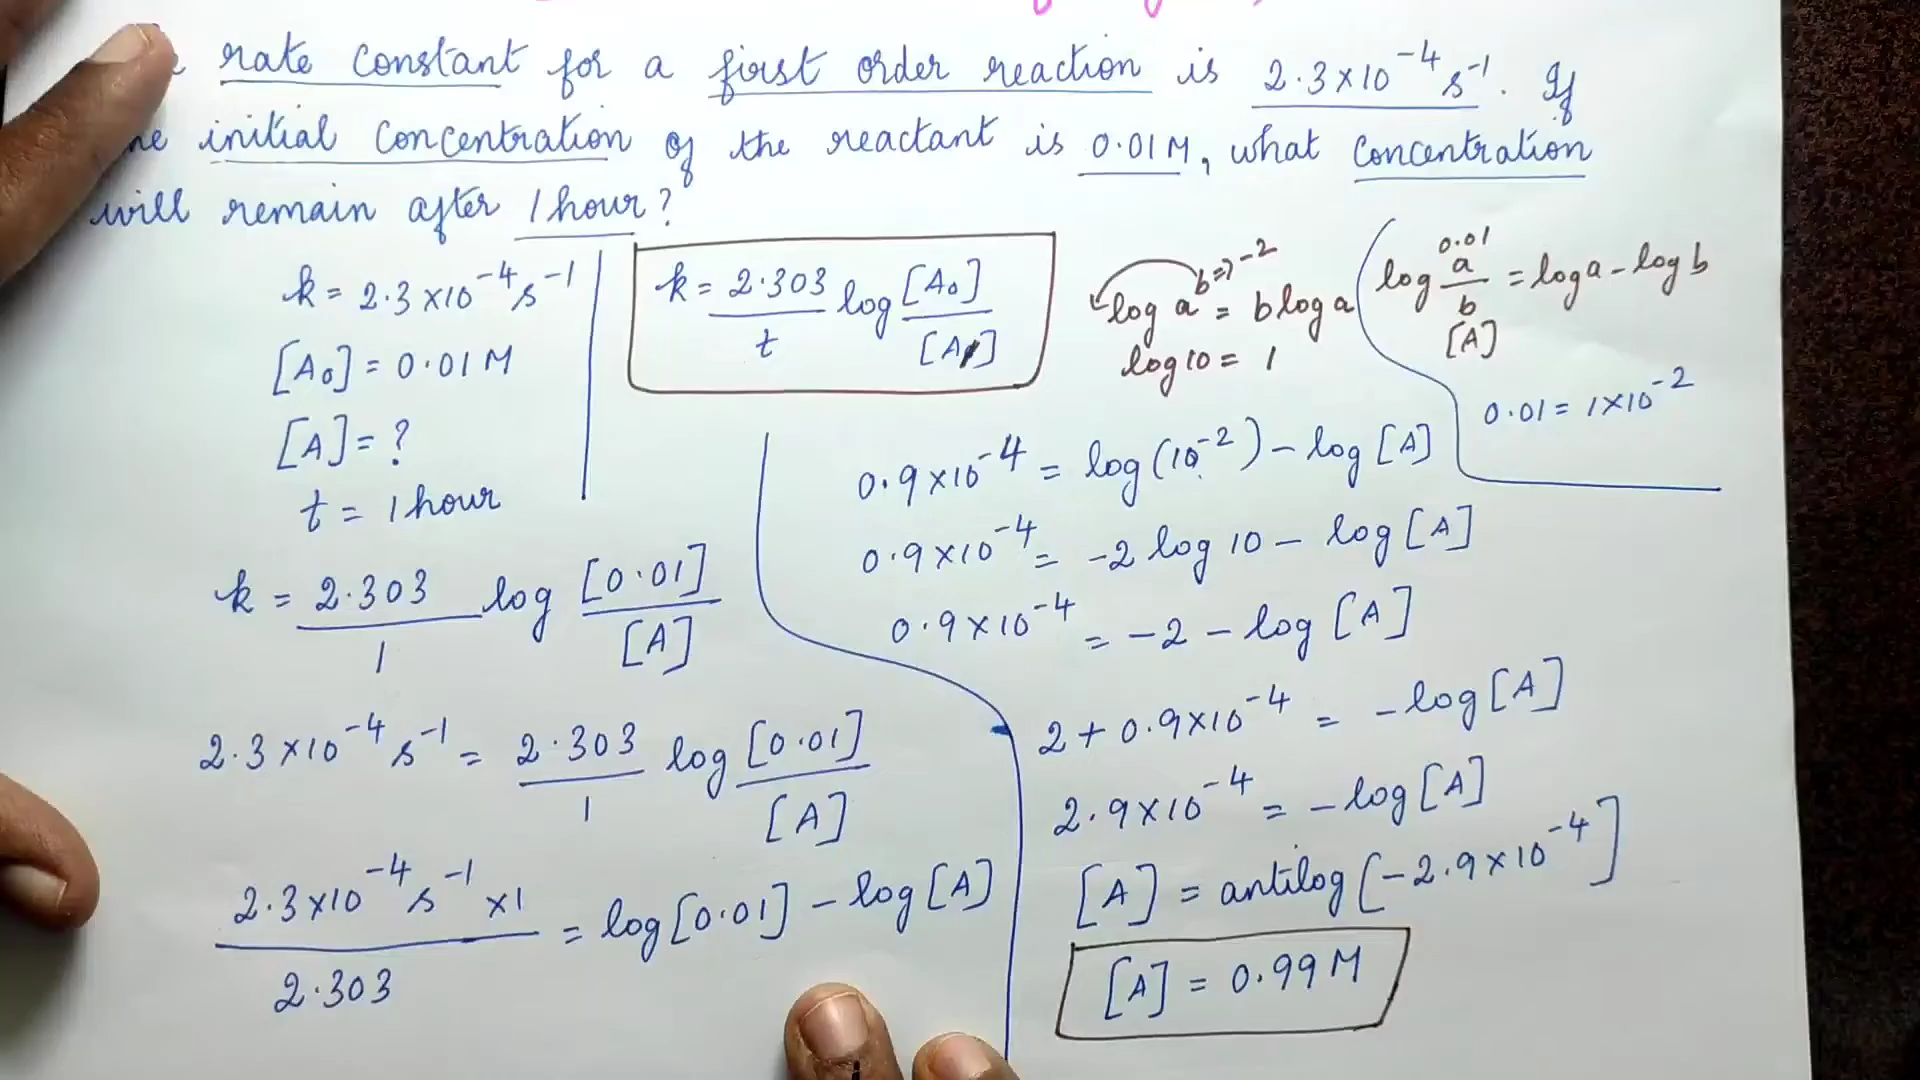 rate constant for a first order reaction is 2.3×10⁻⁴ s⁻¹. If
initial concentration of the reactant is 0.01M, what concentration
will remain after 1 hour?
k = 2.3×10⁻⁴ s⁻¹
[A₀] = 0.01 M
[A] = ?
t = 1 hour
k = 2.303/t log [A₀]/[A]
log a^b = b log a
b ⇒ -2
log 10 = 1
log a/b = log a - log b
0.01
[A]
0.01 = 1×10⁻²
k = 2.303/1 log [0.01]/[A]
2.3×10⁻⁴ s⁻¹ = 2.303/1 log [0.01]/[A]
2.3×10⁻⁴ s⁻¹ ×1/2.303 = log[0.01] - log[A]
0.9×10⁻⁴ = log(10⁻²) - log[A]
0.9×10⁻⁴ = -2 log 10 - log[A]
0.9×10⁻⁴ = -2 - log[A]
2 + 0.9×10⁻⁴ = -log[A]
2.9×10⁻⁴ = -log[A]
[A] = antilog[-2.9×10⁻⁴]
[A] = 0.99 M